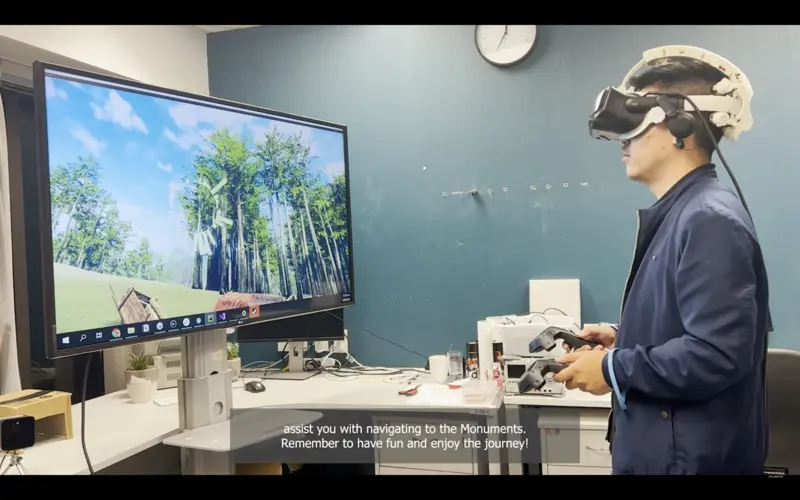 assist you with navigating to the Monuments.
Remember to have fun and enjoy the journey!